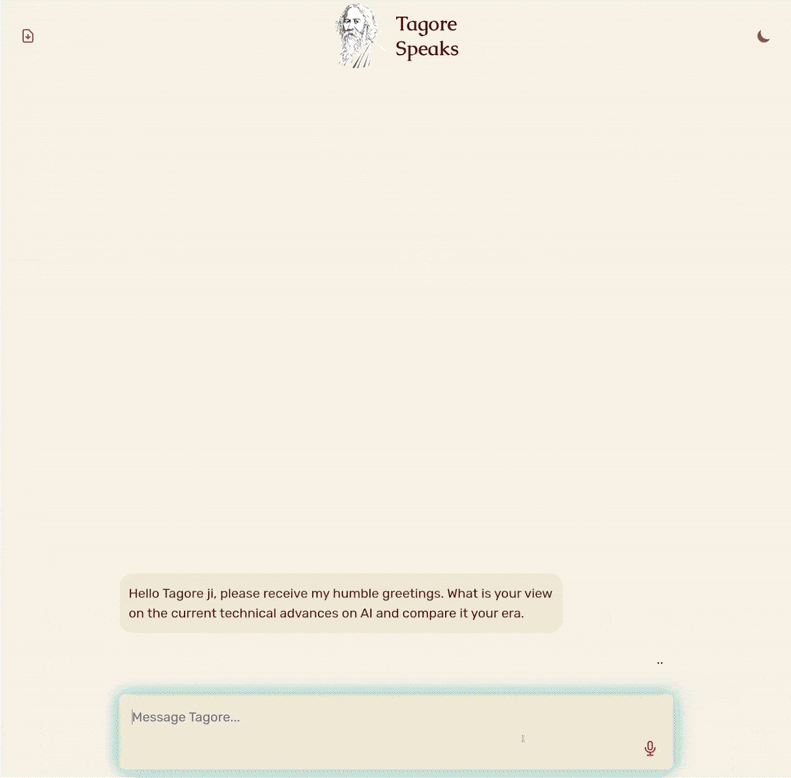 Tagore
Speaks
Hello Tagore ji, please receive my humble greetings. What is your view
on the current technical advances on AI and compare it your era.
..
Message Tagore...